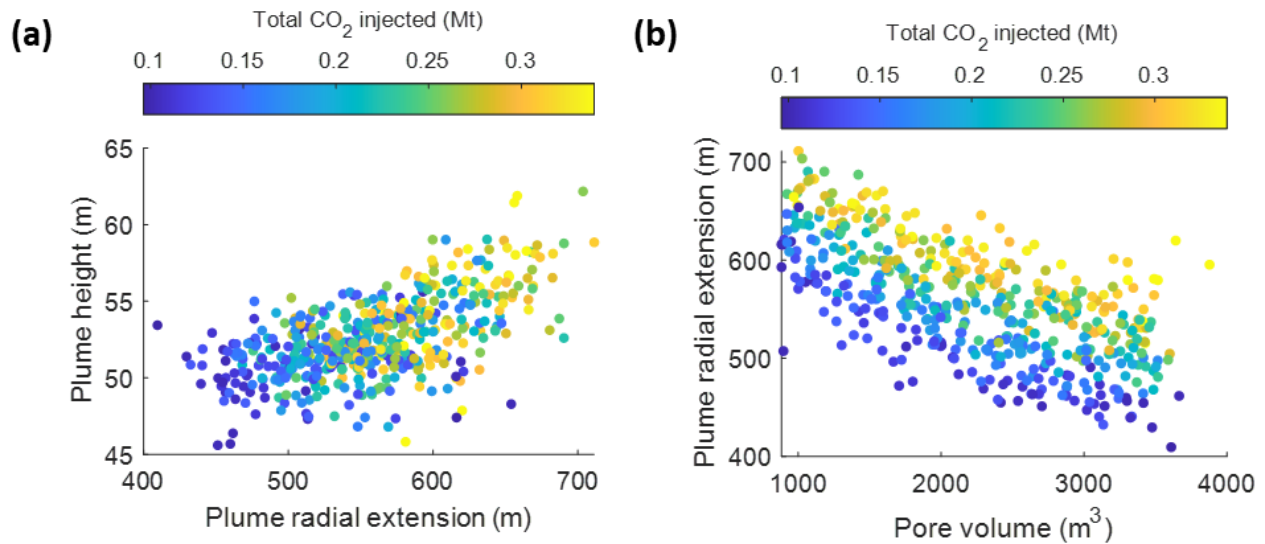 (a)
Total CO2 injected (Mt)
0.1 0.15 0.2 0.25 0.3
65
60
55
50
45
Plume height (m)
400 500 600 700
Plume radial extension (m)
(b)
Total CO2 injected (Mt)
0.1 0.15 0.2 0.25 0.3
700
600
500
400
Plume radial extension (m)
1000 2000 3000 4000
Pore volume (m3)